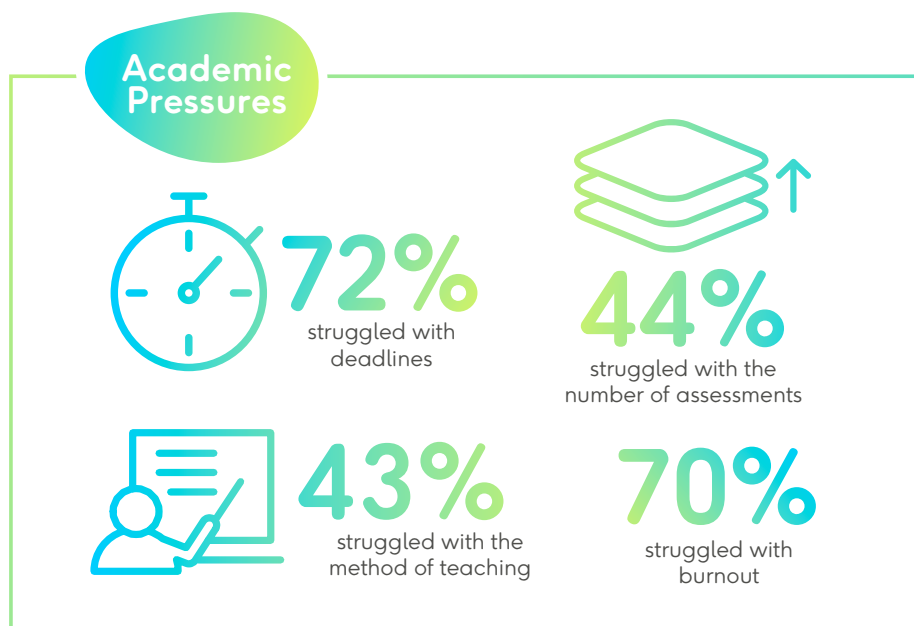 Academic
Pressures
72%
struggled with
deadlines
44%
struggled with the
number of assessments
43%
struggled with the
method of teaching
70%
struggled with
burnout